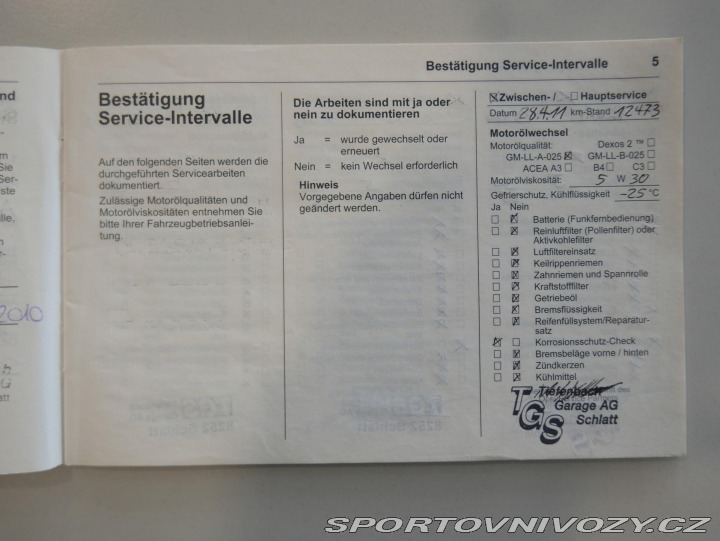 Bestätigung Service-Intervalle 5
Bestätigung
Service-Intervalle
Auf den folgenden Seiten werden die
durchgeführten Servicearbeiten
dokumentiert.
Zulässige Motorölqualitäten und
Motorölviskositäten entnehmen Sie
bitte Ihrer Fahrzeugbetriebsanlei-
tung.
Die Arbeiten sind mit ja oder
nein zu dokumentieren
Ja = wurde gewechselt oder
erneuert
Nein = kein Wechsel erforderlich
Hinweis
Vorgegebene Angaben dürfen nicht
geändert werden.
Zwischen- / Hauptservice
Datum 28.4.11 km-Stand 12473
Motorölwechsel
Motorölqualität: Dexos 2 ™
GM-LL-A-025 GM-LL-B-025
ACEA A3 B4 C3
Motorölviskosität: 5 W 30
Gefrierschutz, Kühlflüssigkeit -25 °C
Ja Nein
Batterie (Funkfernbedienung)
Reinluftfilter (Pollenfilter) oder
Aktivkohlefilter
Luftfiltereinsatz
Keilrippenriemen
Zahnriemen und Spannrolle
Kraftstofffilter
Getriebeöl
Bremsflüssigkeit
Reifenfüllsystem/Reparatur-
satz
Korrosionsschutz-Check
Bremsbeläge vorne / hinten
Zündkerzen
Kühlmittel
TGS
Tiefenbach
Garage AG
Schlatt
2010
8252 Schlatt
8252 Schlatt
SPORTOVNIVOZY.CZ